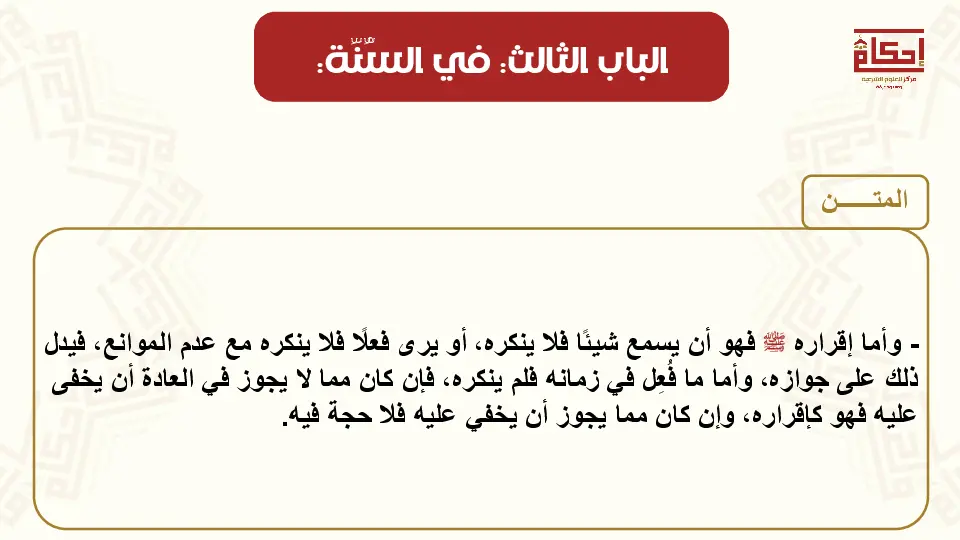 الباب الثالث: في السنّة:
إحكام
مركز للعلوم الشرعية
المتـــــن
- وأما إقراره ﷺ فهو أن يسمع شيئًا فلا ينكره، أو يرى فعلًا فلا ينكره مع عدم الموانع، فيدل
ذلك على جوازه، وأما ما فُعِل في زمانه فلم ينكره، فإن كان مما لا يجوز في العادة أن يخفى
عليه فهو كإقراره، وإن كان مما يجوز أن يخفي عليه فلا حجة فيه.